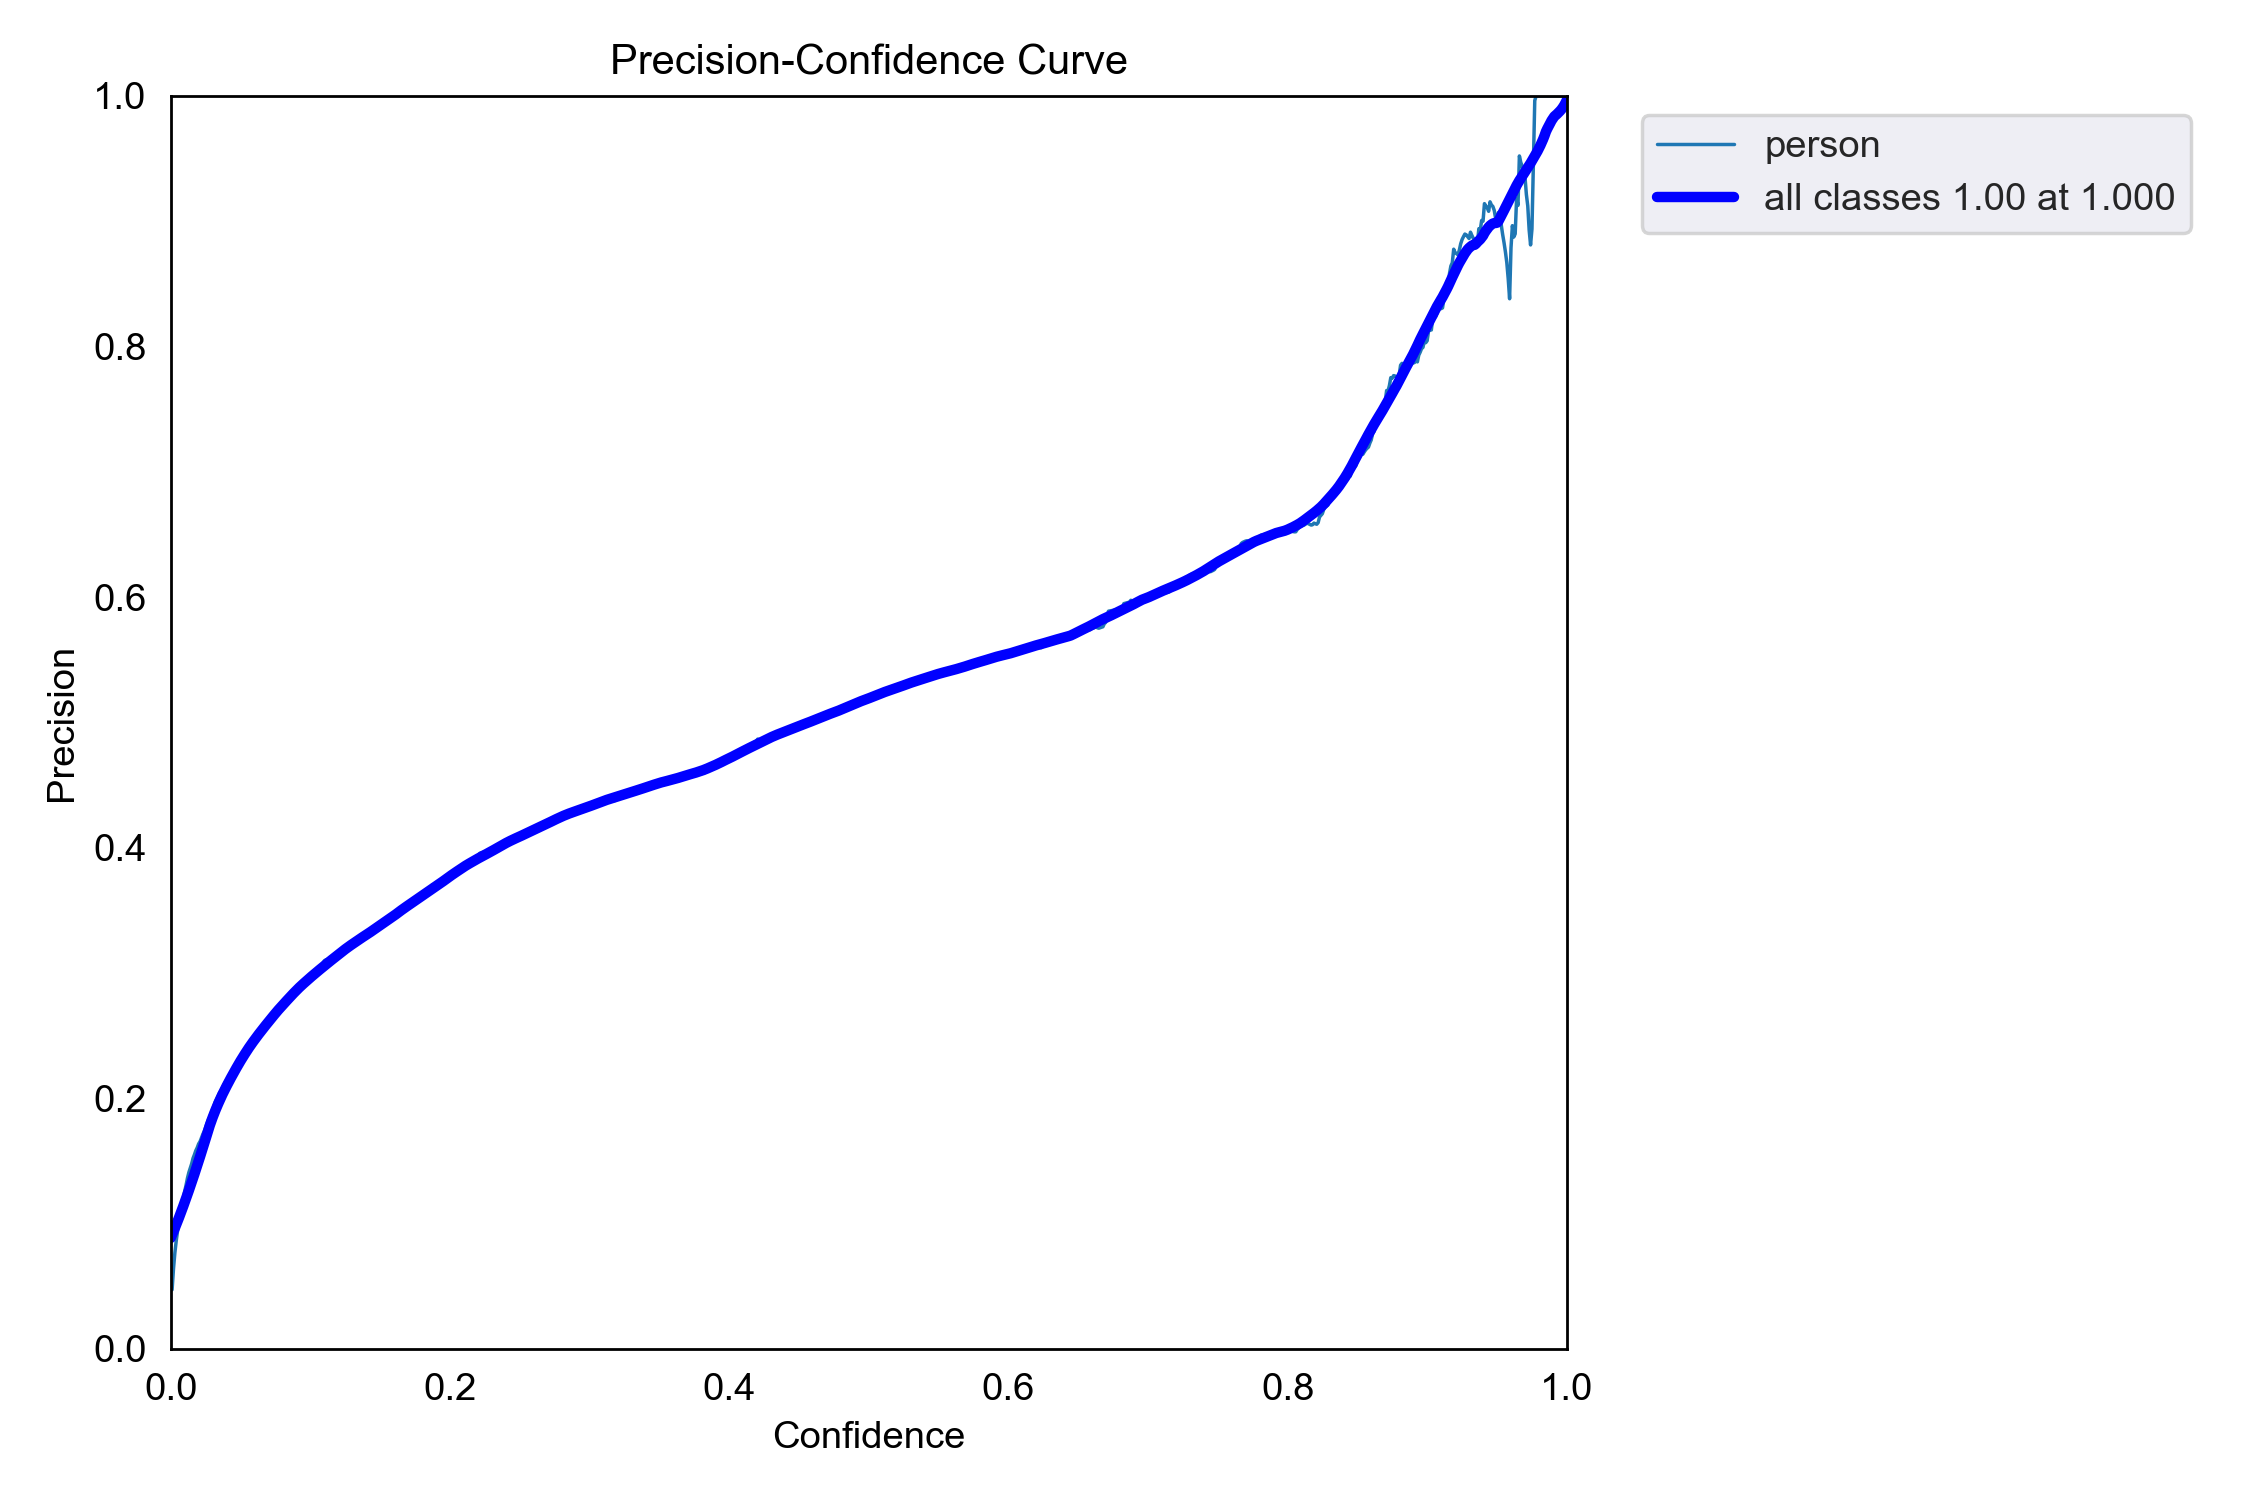 Precision-Confidence Curve
1.0
0.8
0.6
0.4
0.2
0.0
Precision
0.0 0.2 0.4 0.6 0.8 1.0
Confidence
person
all classes 1.00 at 1.000